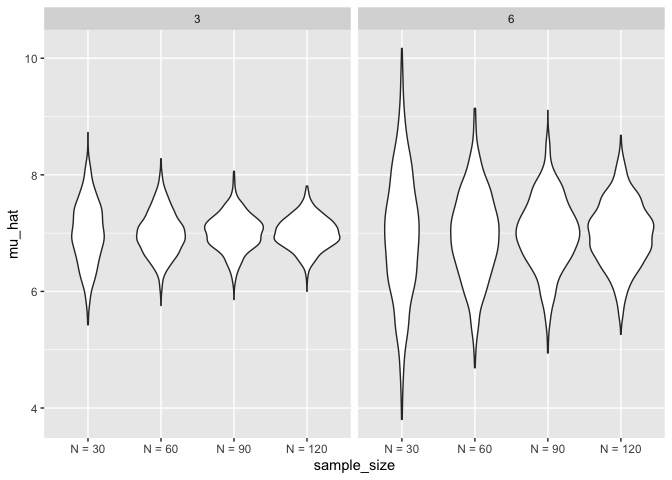 3 6
10
8
6
4
mu_hat
N = 30 N = 60 N = 90 N = 120 N = 30 N = 60 N = 90 N = 120
sample_size